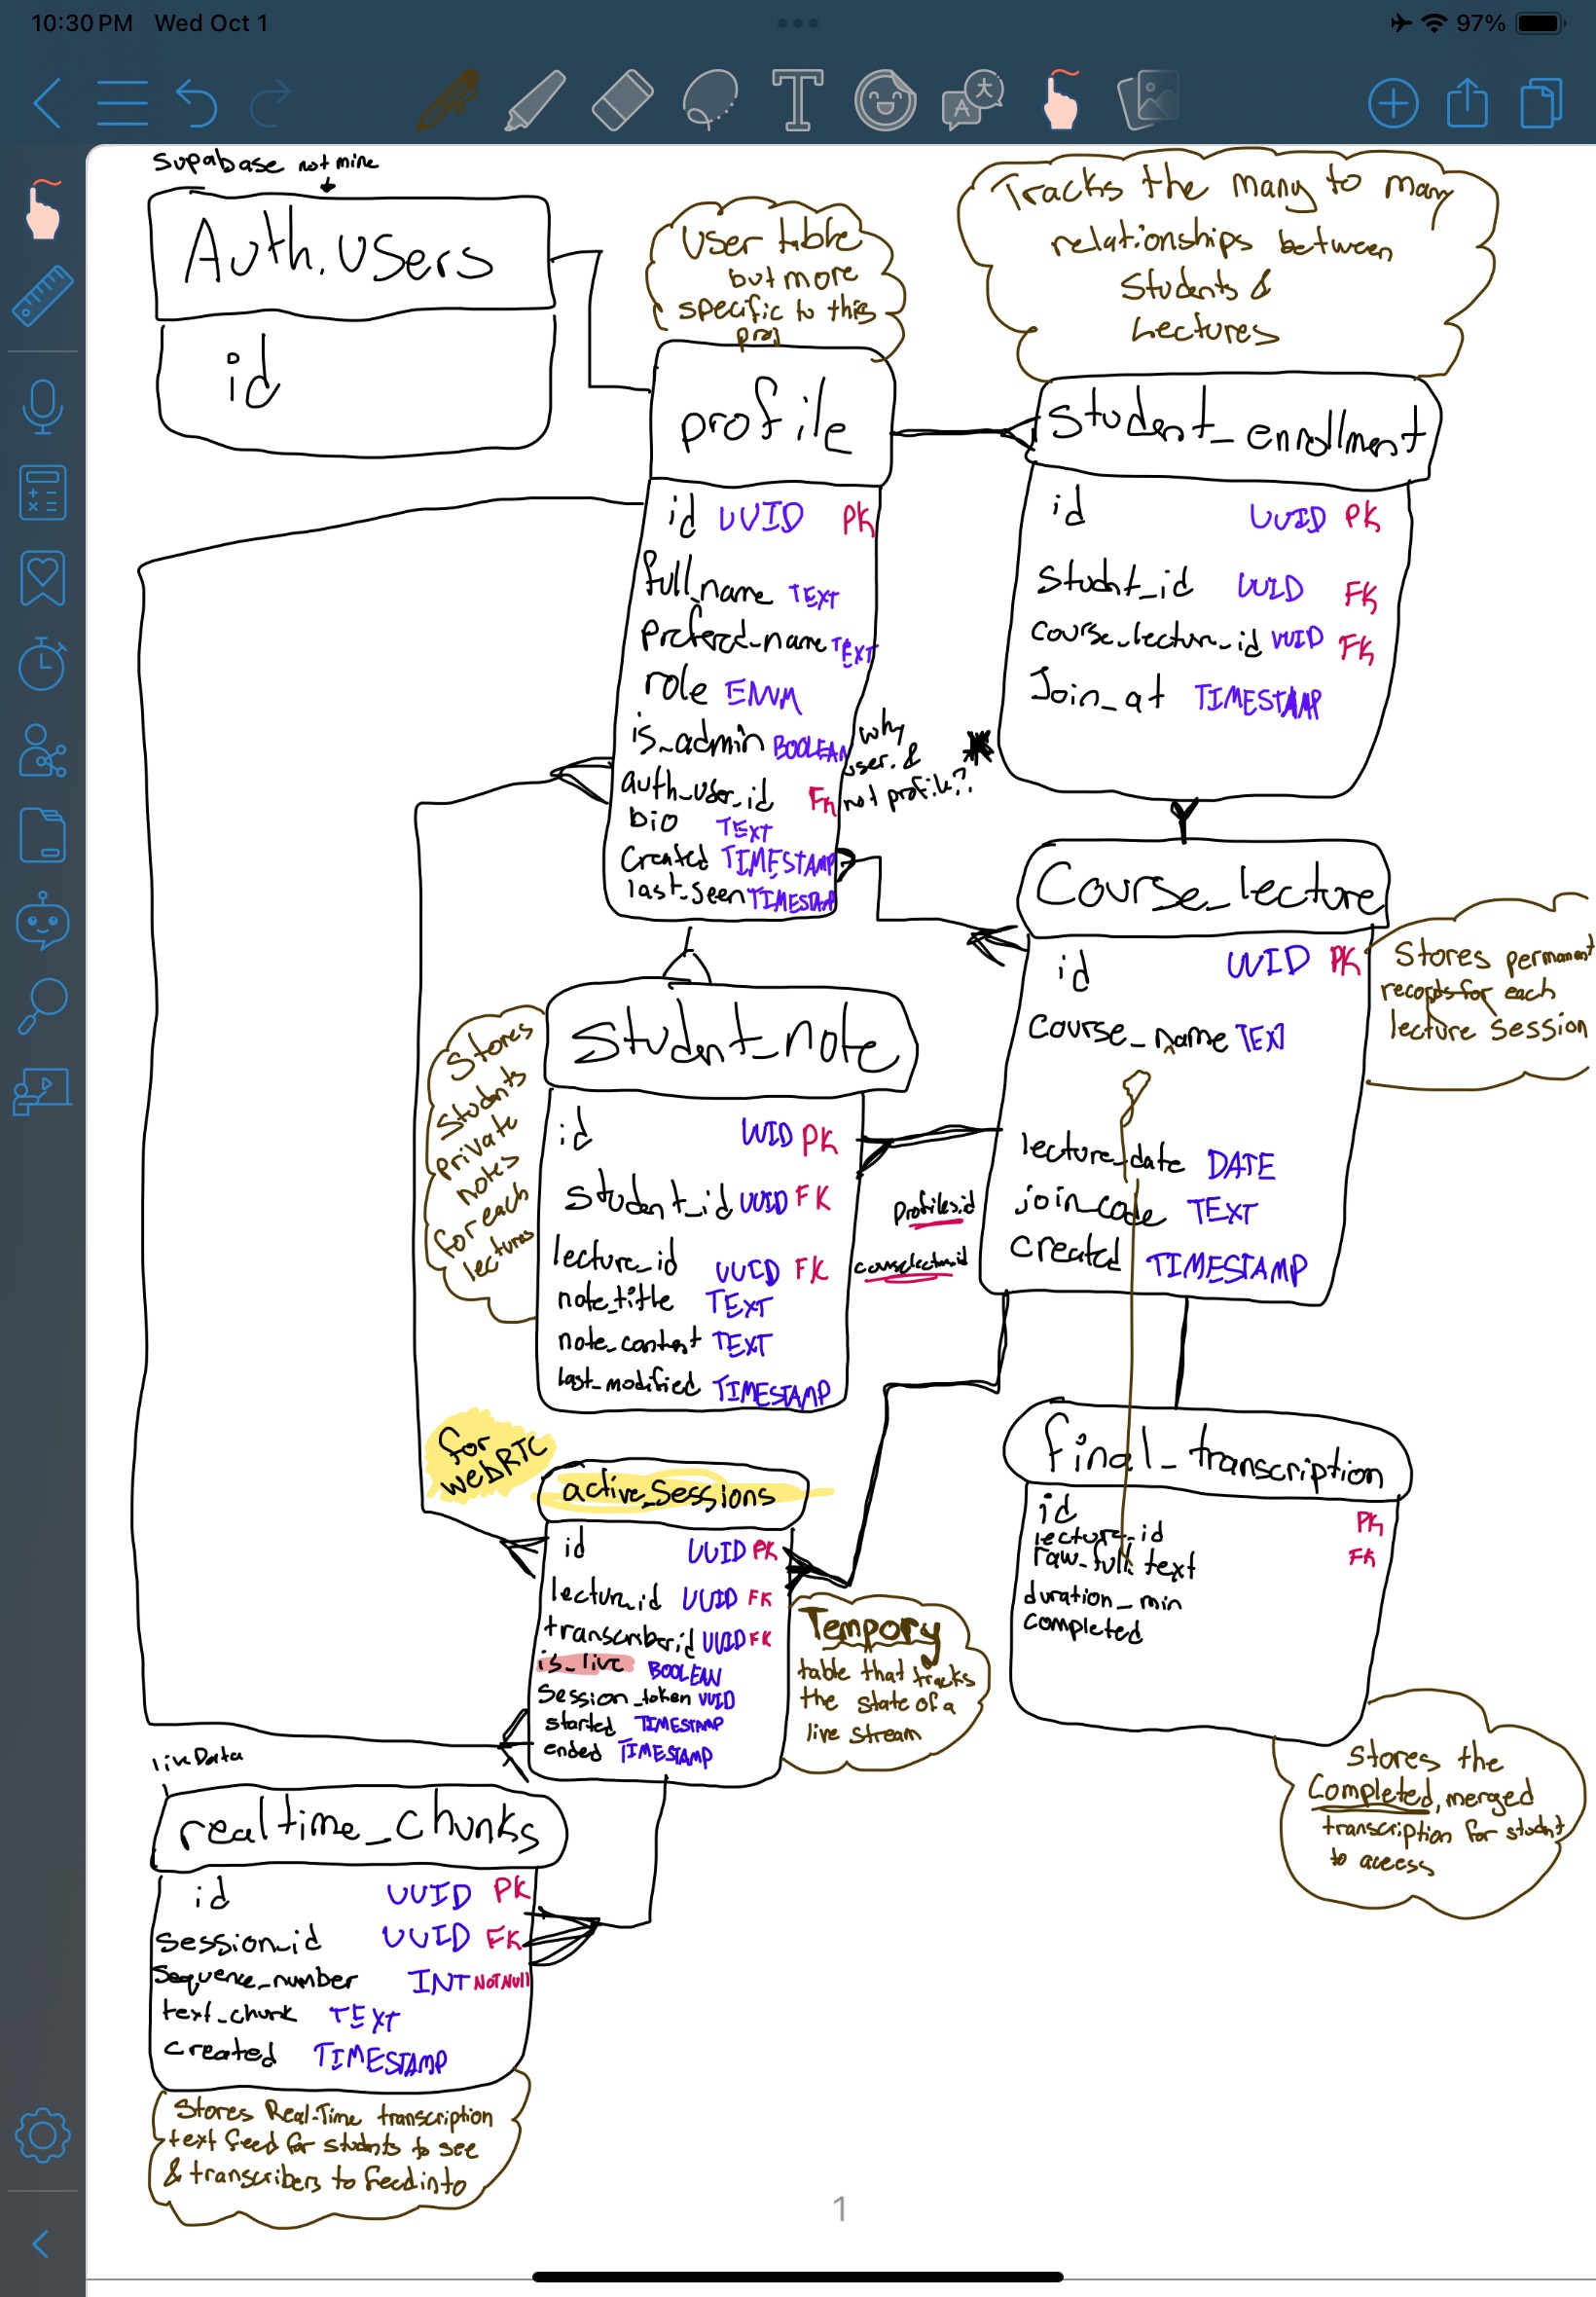 10:30 PM Wed Oct 1
97%
Supabase not mine
Auth.users
id
User table
but more
specific to this
proj
Tracks the many to many
relationships between
Students &
Lectures
profile
id UUID PK
full_name TEXT
Preferd_name TEXT
role ENUM
is_admin BOOLEAN
auth_user_id FK
bio TEXT
Created TIMESTAMP
last_seen TIMESTAMP
why
user.&
not profile??
Student_enrollment
id UUID PK
Student_id UUID FK
Course_lecture_id UUID FK
Join_at TIMESTAMP
Course_lecture
id UUID PK
Course_name TEXT
lecture_date DATE
join_code TEXT
Created TIMESTAMP
Stores permanent
records for each
lecture session
Student_note
id UUID PK
Student_id UUID FK
lecture_id UUID FK
note_title TEXT
note_content TEXT
last_modified TIMESTAMP
Stores
Students
private
notes
for each
lectures
Profiles.id
courselecture.id
for
webRTC
active_Sessions
id UUID PK
lecture_id UUID FK
transcriber_id UUID FK
is_live BOOLEAN
Session_token UUID
started TIMESTAMP
ended TIMESTAMP
Tempory
table that tracks
the state of a
live stream
final_transcription
id PK
lecture_id FK
raw_full text
duration_min
Completed
Stores the
Completed, merged
transcription for student
to access
livData
realtime_chunks
id UUID PK
Session_id UUID FK
Sequence_number INT NOT NULL
text_chunk TEXT
Created TIMESTAMP
Stores Real-Time transcription
text feed for students to see
& transcribers to feed into
1